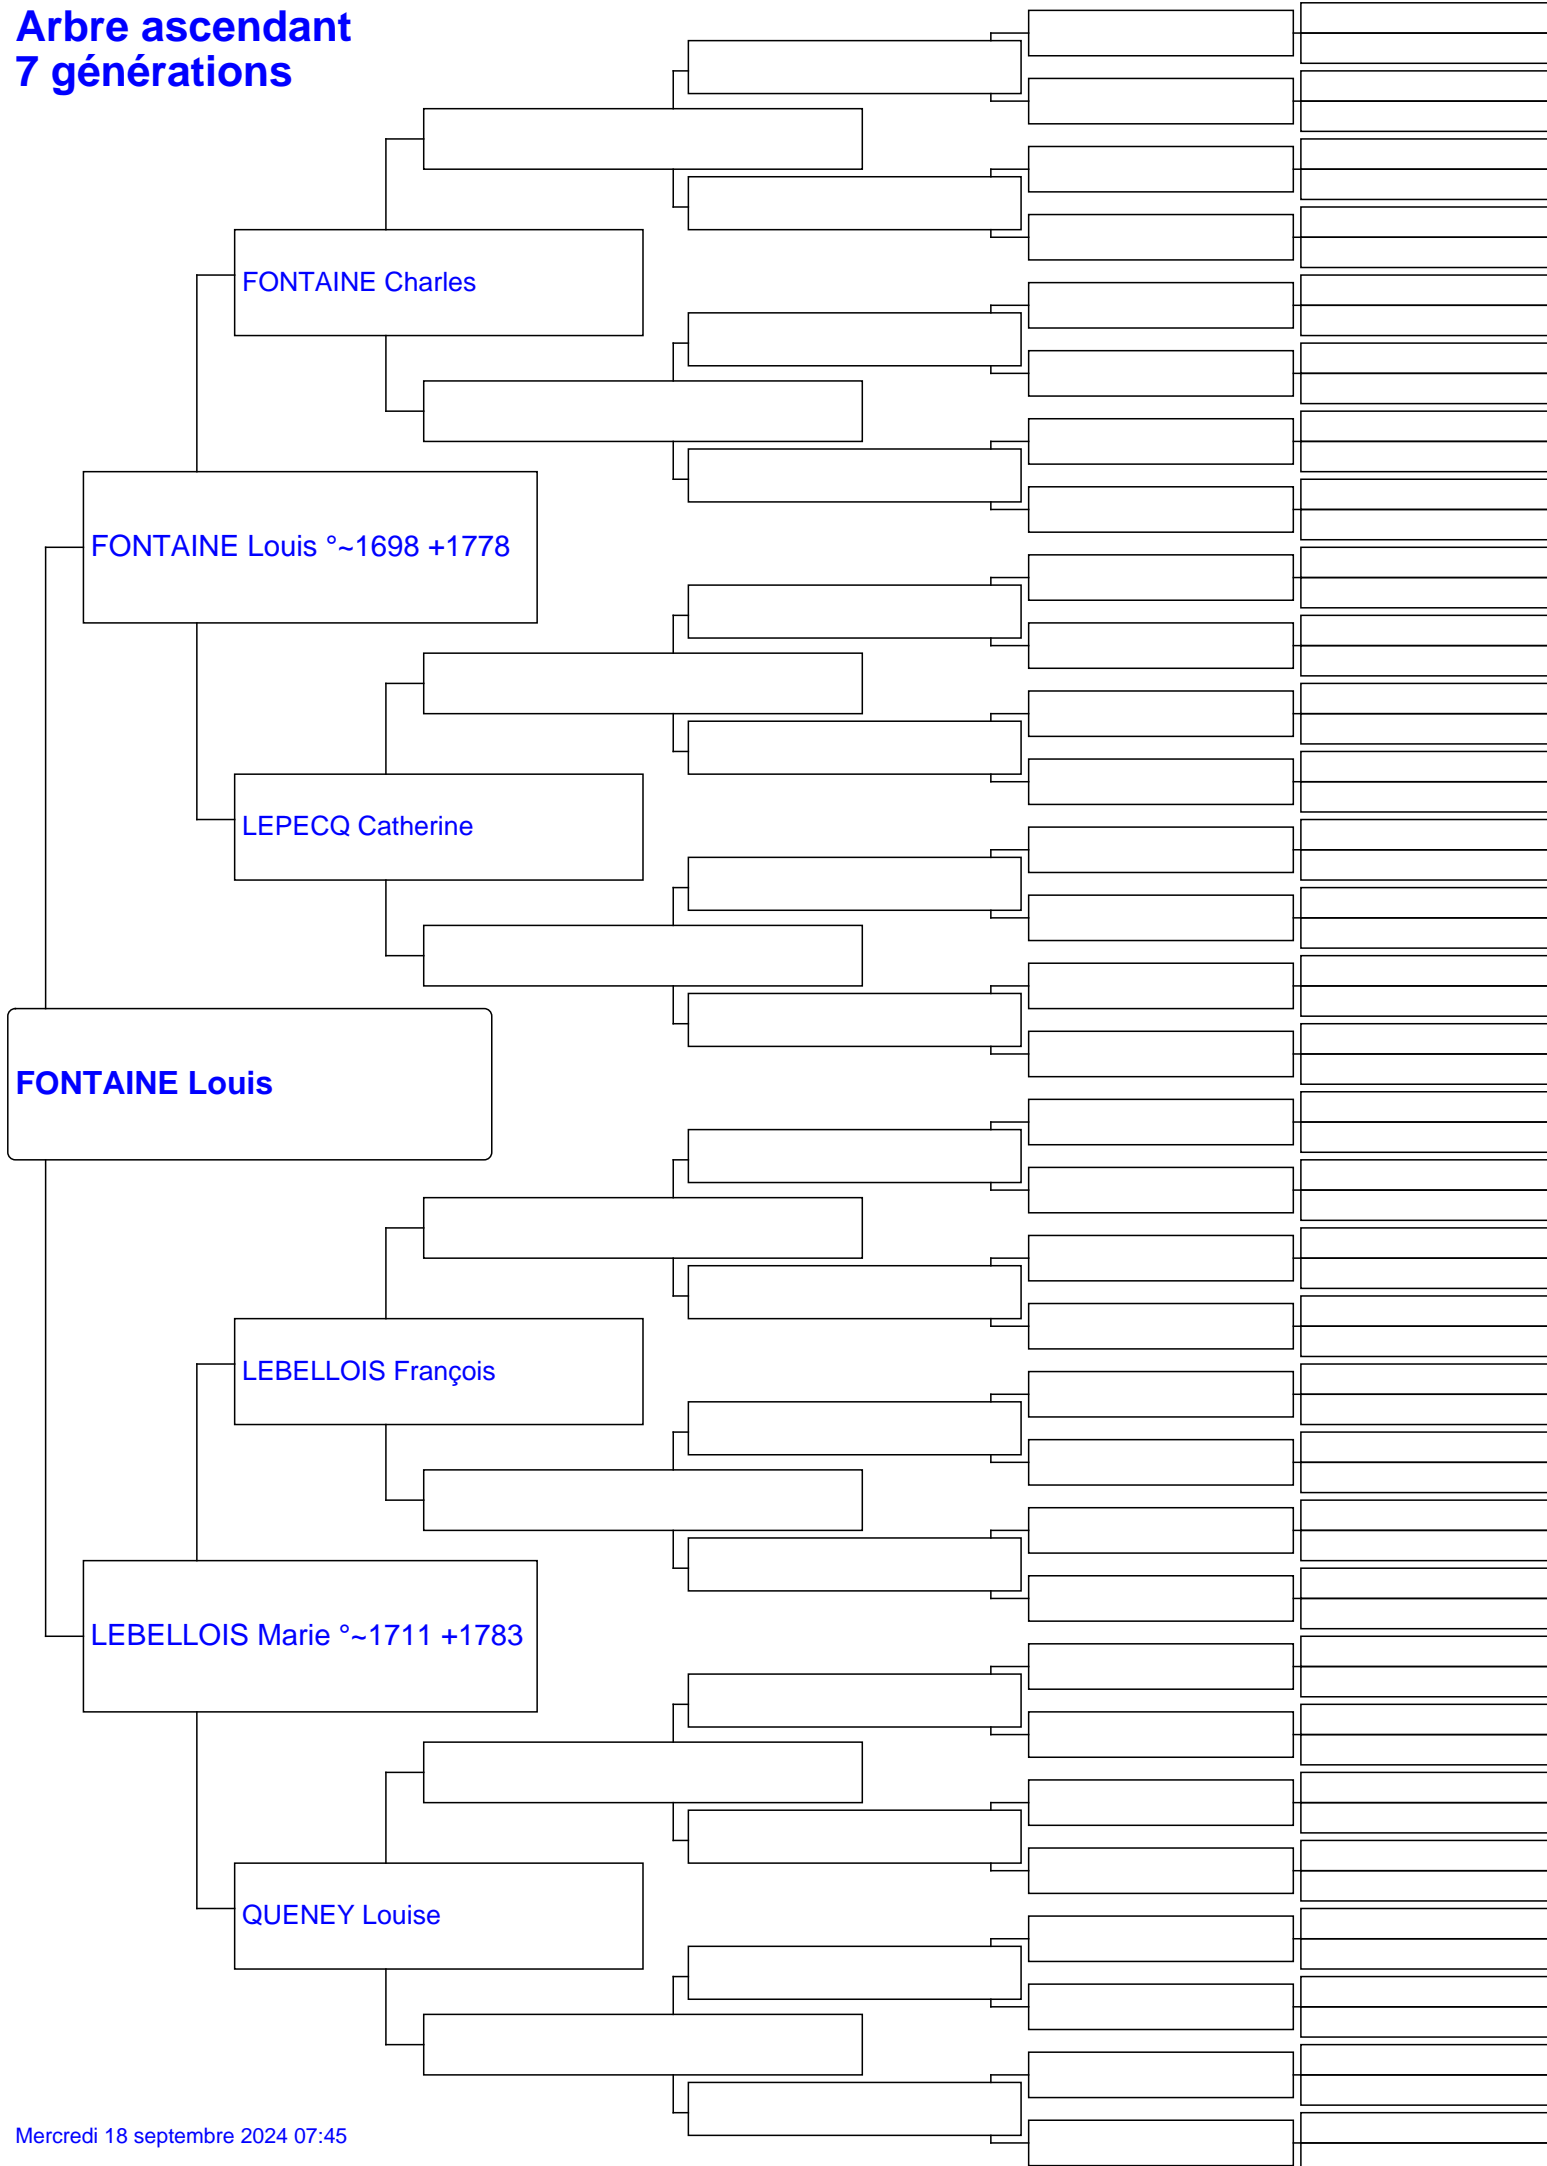 Arbre ascendant
7 générations
FONTAINE Charles
FONTAINE Louis °~1698 +1778
LEPECQ Catherine
FONTAINE Louis
LEBELLOIS François
LEBELLOIS Marie °~1711 +1783
QUENEY Louise
Mercredi 18 septembre 2024 07:45